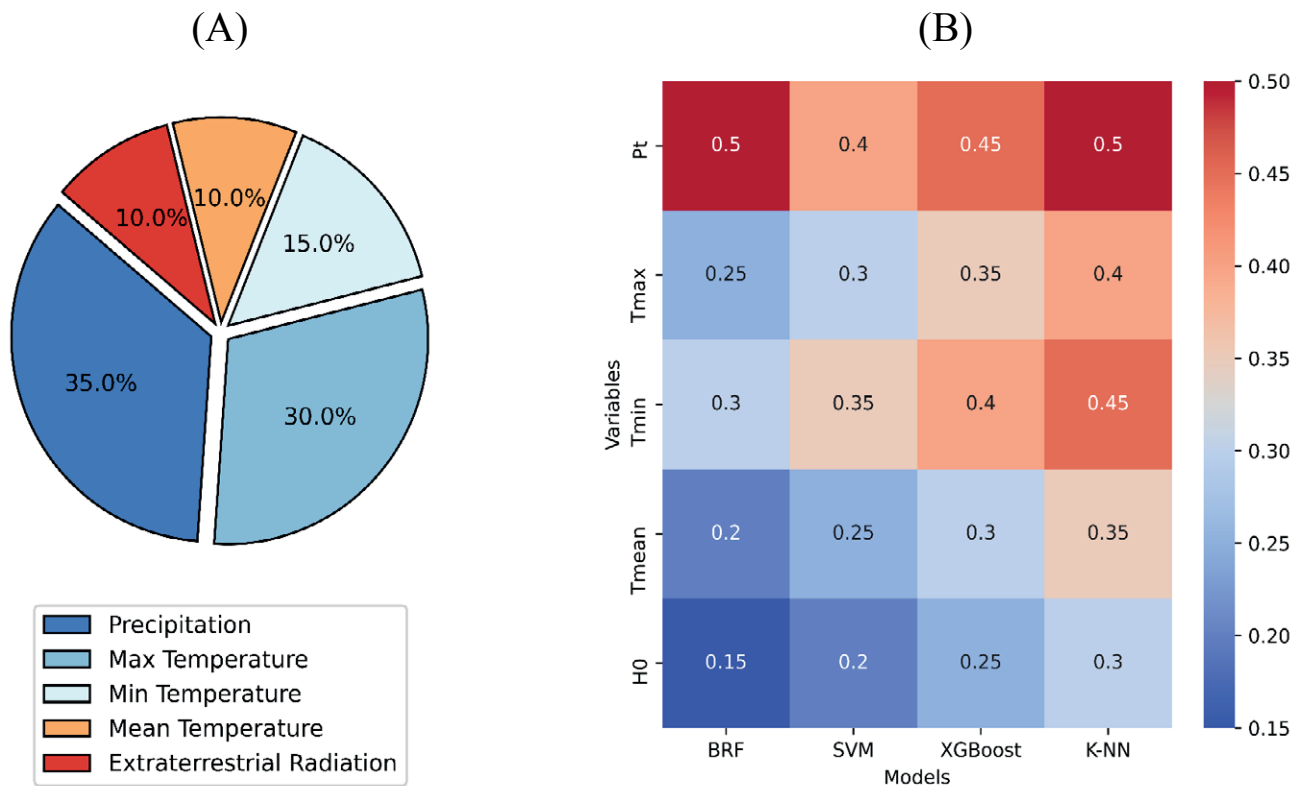 (A)
10.0%
10.0%
15.0%
35.0%
30.0%
Precipitation
Max Temperature
Min Temperature
Mean Temperature
Extraterrestrial Radiation
(B)
Variables
Pt
0.5 0.4 0.45 0.5
Tmax
0.25 0.3 0.35 0.4
Tmin
0.3 0.35 0.4 0.45
Tmean
0.2 0.25 0.3 0.35
H0
0.15 0.2 0.25 0.3
BRF SVM XGBoost K-NN
Models
0.50
0.45
0.40
0.35
0.30
0.25
0.20
0.15